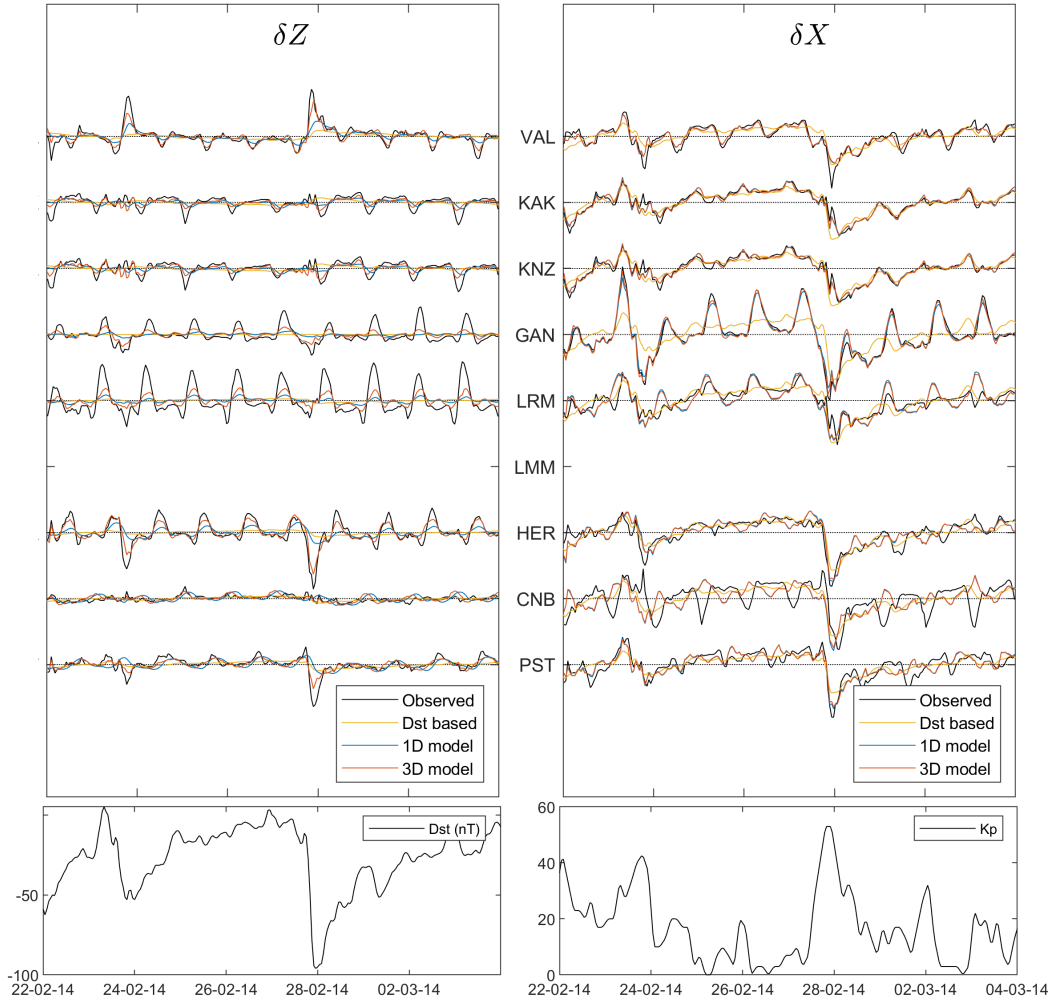 δZ
δX
VAL
KAK
KNZ
GAN
LRM
LMM
HER
CNB
PST
Observed
Dst based
1D model
3D model
Observed
Dst based
1D model
3D model
Dst (nT)
-50
-100
22-02-14 24-02-14 26-02-14 28-02-14 02-03-14
Kp
60
40
20
0
22-02-14 24-02-14 26-02-14 28-02-14 02-03-14 04-03-14